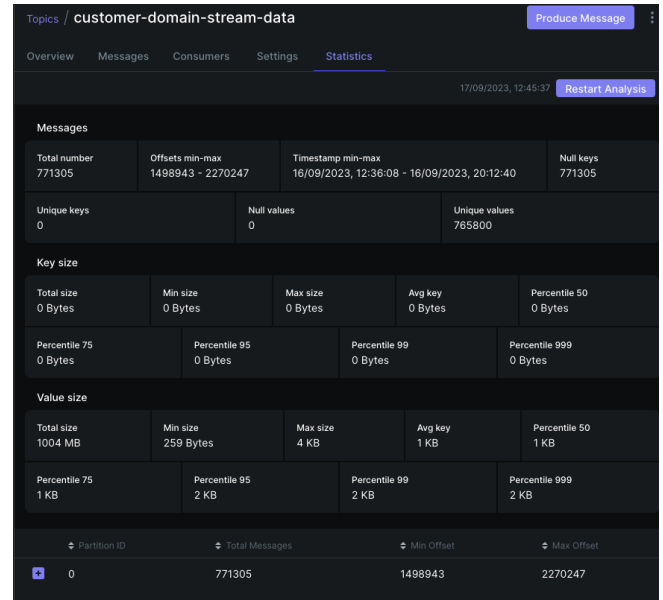 Topics / customer-domain-stream-data
Produce Message
Overview Messages Consumers Settings Statistics
17/09/2023, 12:45:37 Restart Analysis
Messages
Total number Offsets min-max Timestamp min-max Null keys
771305 1498943 - 2270247 16/09/2023, 12:36:08 - 16/09/2023, 20:12:40 771305
Unique keys Null values Unique values
0 0 765800
Key size
Total size Min size Max size Avg key Percentile 50
0 Bytes 0 Bytes 0 Bytes 0 Bytes 0 Bytes
Percentile 75 Percentile 95 Percentile 99 Percentile 999
0 Bytes 0 Bytes 0 Bytes 0 Bytes
Value size
Total size Min size Max size Avg key Percentile 50
1004 MB 259 Bytes 4 KB 1 KB 1 KB
Percentile 75 Percentile 95 Percentile 99 Percentile 999
1 KB 2 KB 2 KB 2 KB
Partition ID Total Messages Min Offset Max Offset
0 771305 1498943 2270247